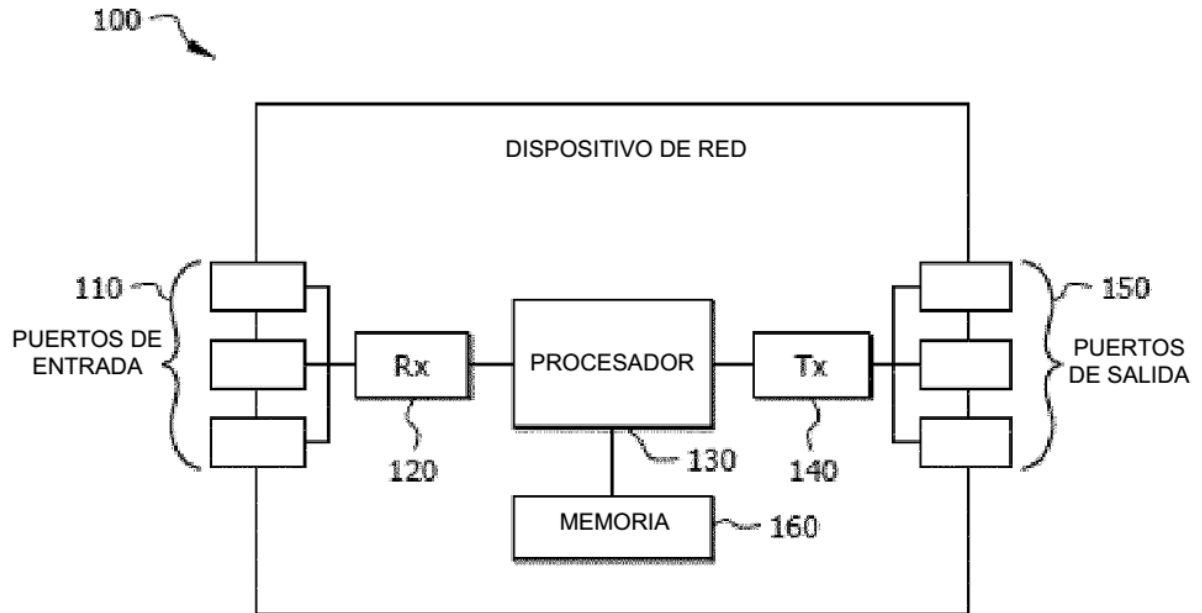 100
DISPOSITIVO DE RED
110
150
PUERTOS DE
ENTRADA
Rx
PROCESADOR
Tx
PUERTOS
DE SALIDA
120
130
140
MEMORIA
160